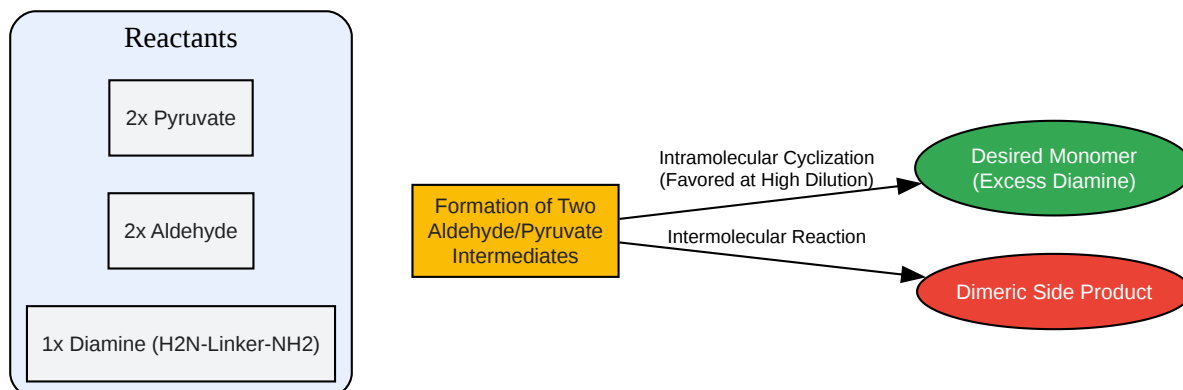 Reactants
2x Pyruvate
2x Aldehyde
1x Diamine (H2N-Linker-NH2)
Formation of Two
Aldehyde/Pyruvate
Intermediates
Intramolecular Cyclization
(Favored at High Dilution)
Intermolecular Reaction
Desired Monomer
(Excess Diamine)
Dimeric Side Product